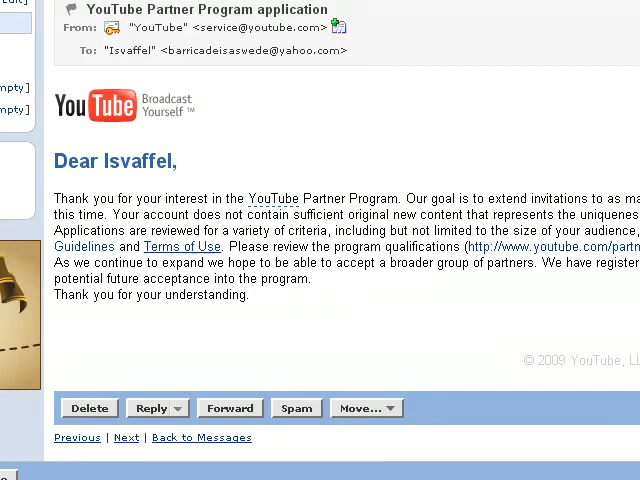 YouTube Partner Program application
From: "YouTube" <service@youtube.com>
To: "Isvaffel" <barricadeisaswede@yahoo.com>
mpty]
mpty]
YouTube Broadcast Yourself ™
Dear Isvaffel,
Thank you for your interest in the YouTube Partner Program. Our goal is to extend invitations to as ma
this time. Your account does not contain sufficient original new content that represents the uniquenes
Applications are reviewed for a variety of criteria, including but not limited to the size of your audience,
Guidelines and Terms of Use. Please review the program qualifications (http://www.youtube.com/partn
As we continue to expand we hope to be able to accept a broader group of partners. We have register
potential future acceptance into the program.
Thank you for your understanding.
© 2009 YouTube, LL
Delete Reply Forward Spam Move...
Previous | Next | Back to Messages